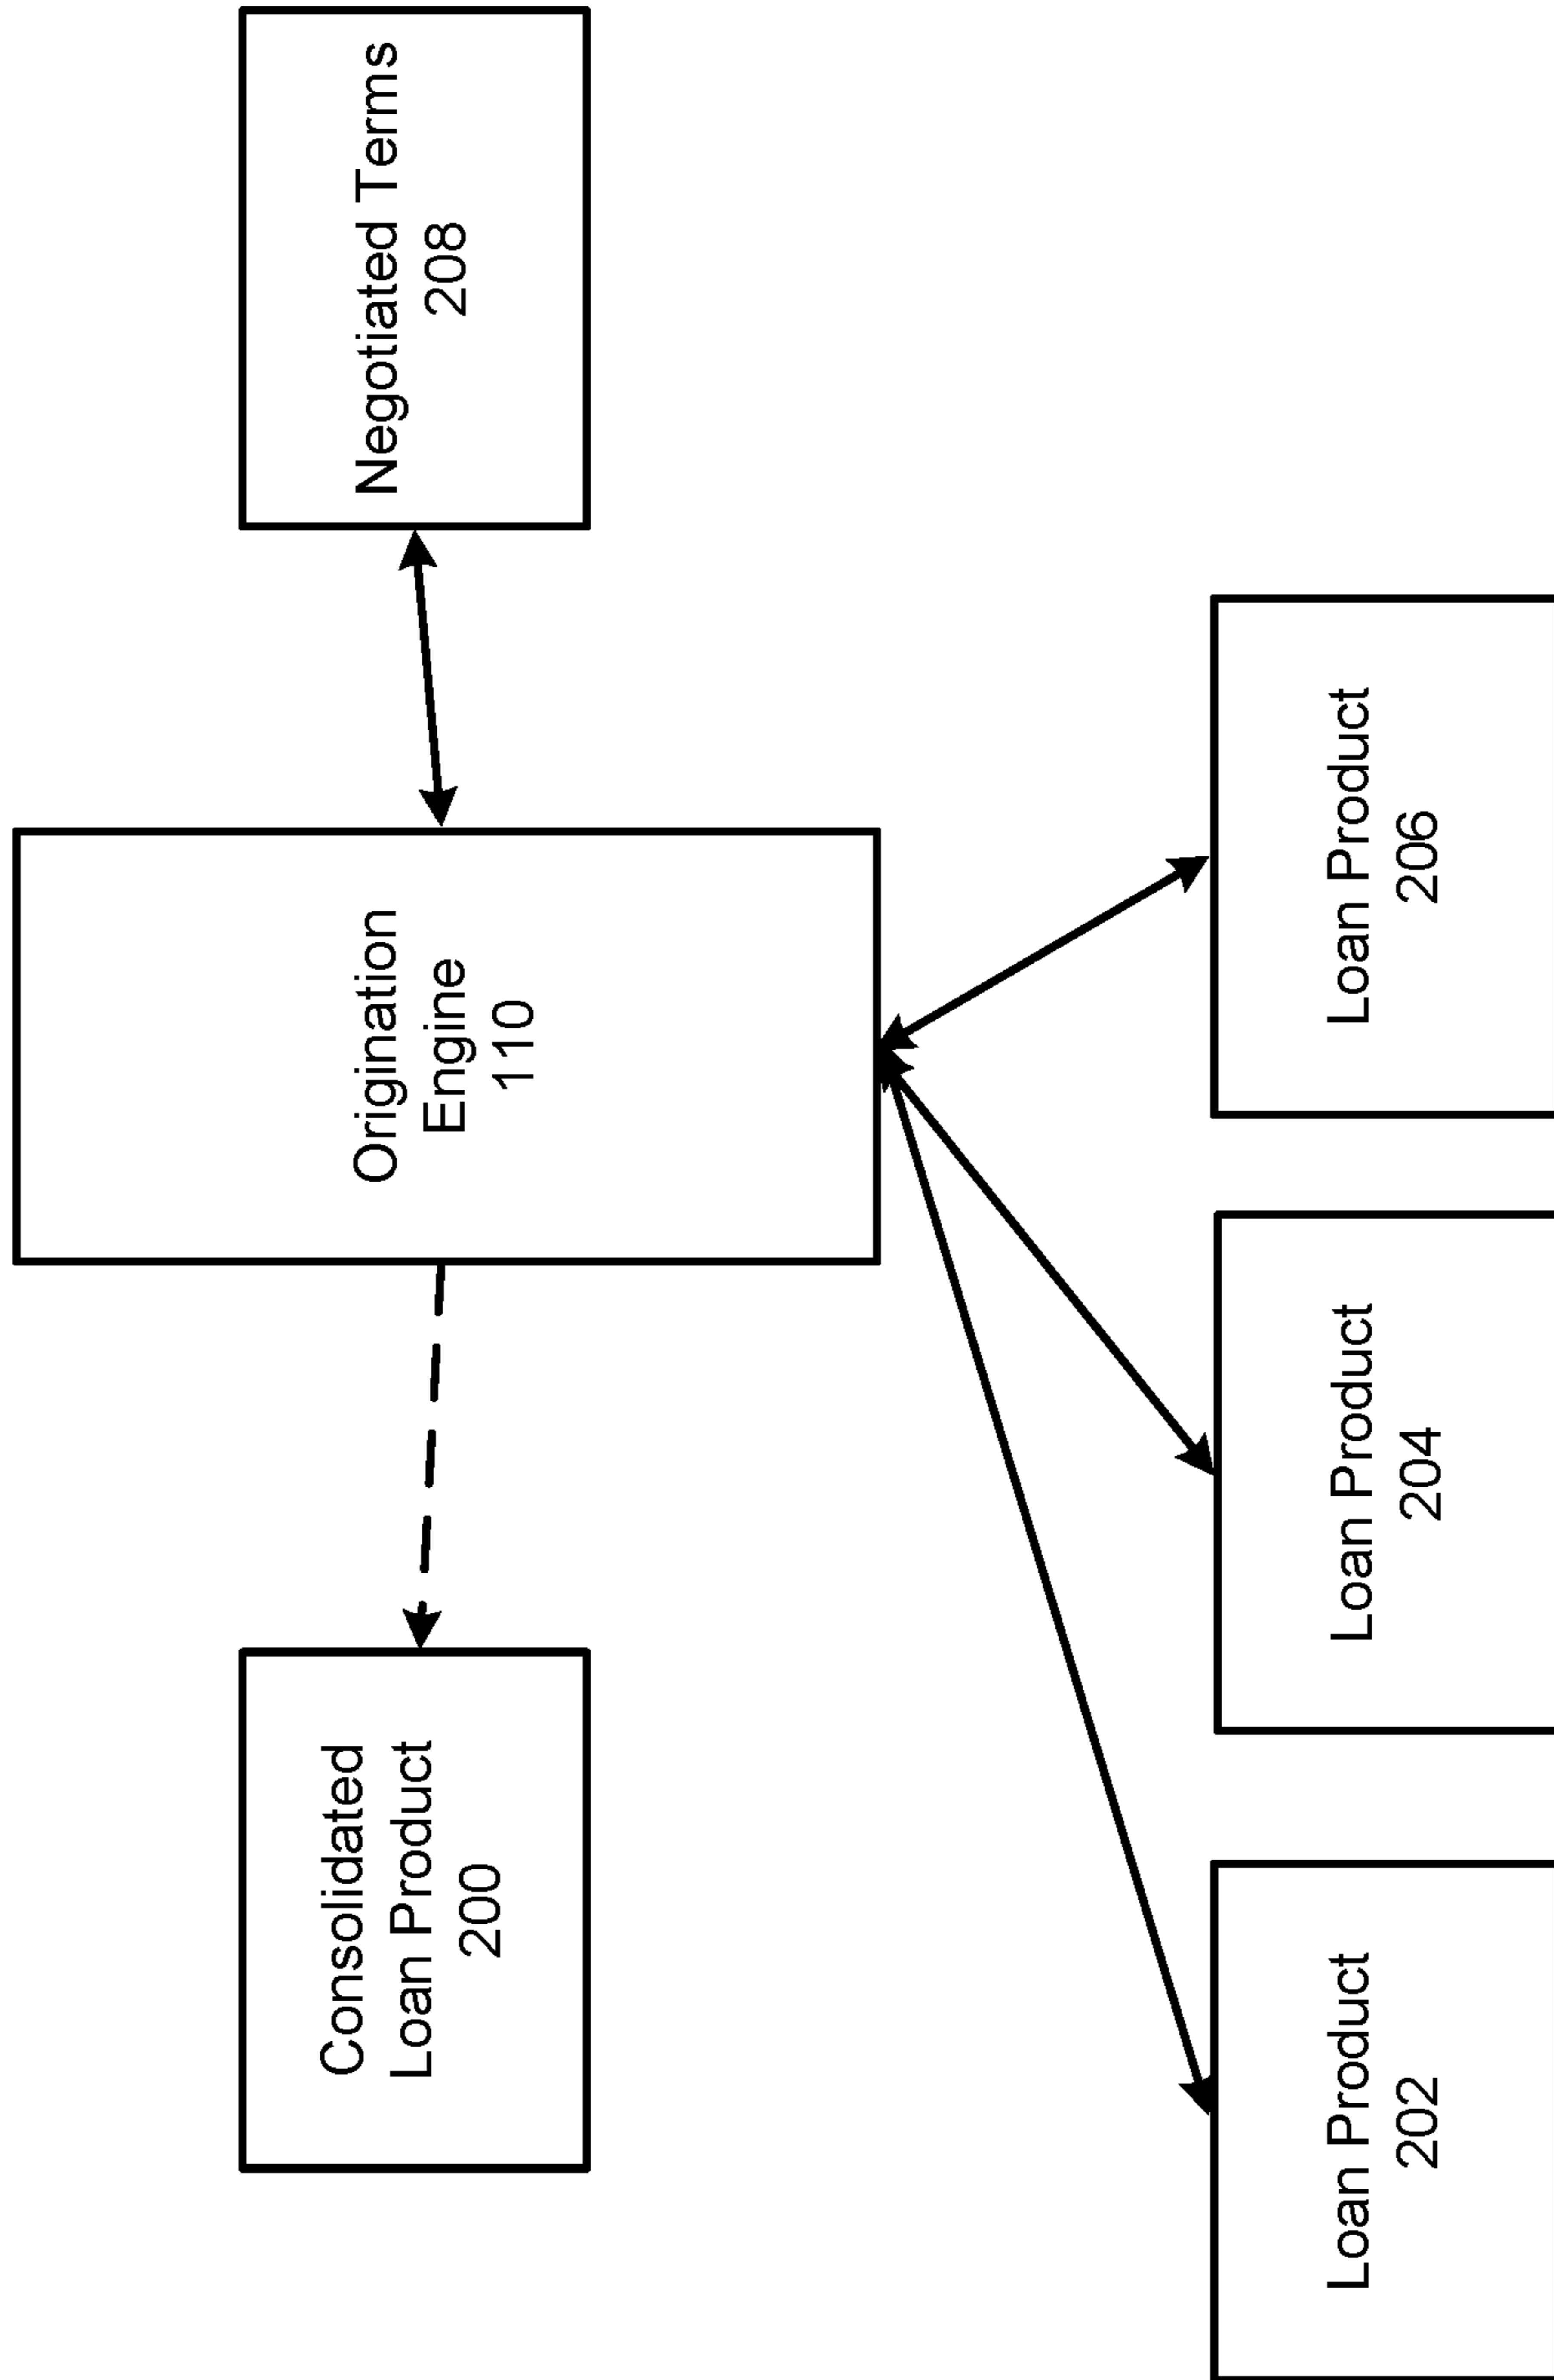 Consolidated
Loan Product
200
Origination
Engine
110
Negotiated Terms
208
Loan Product
202
Loan Product
204
Loan Product
206